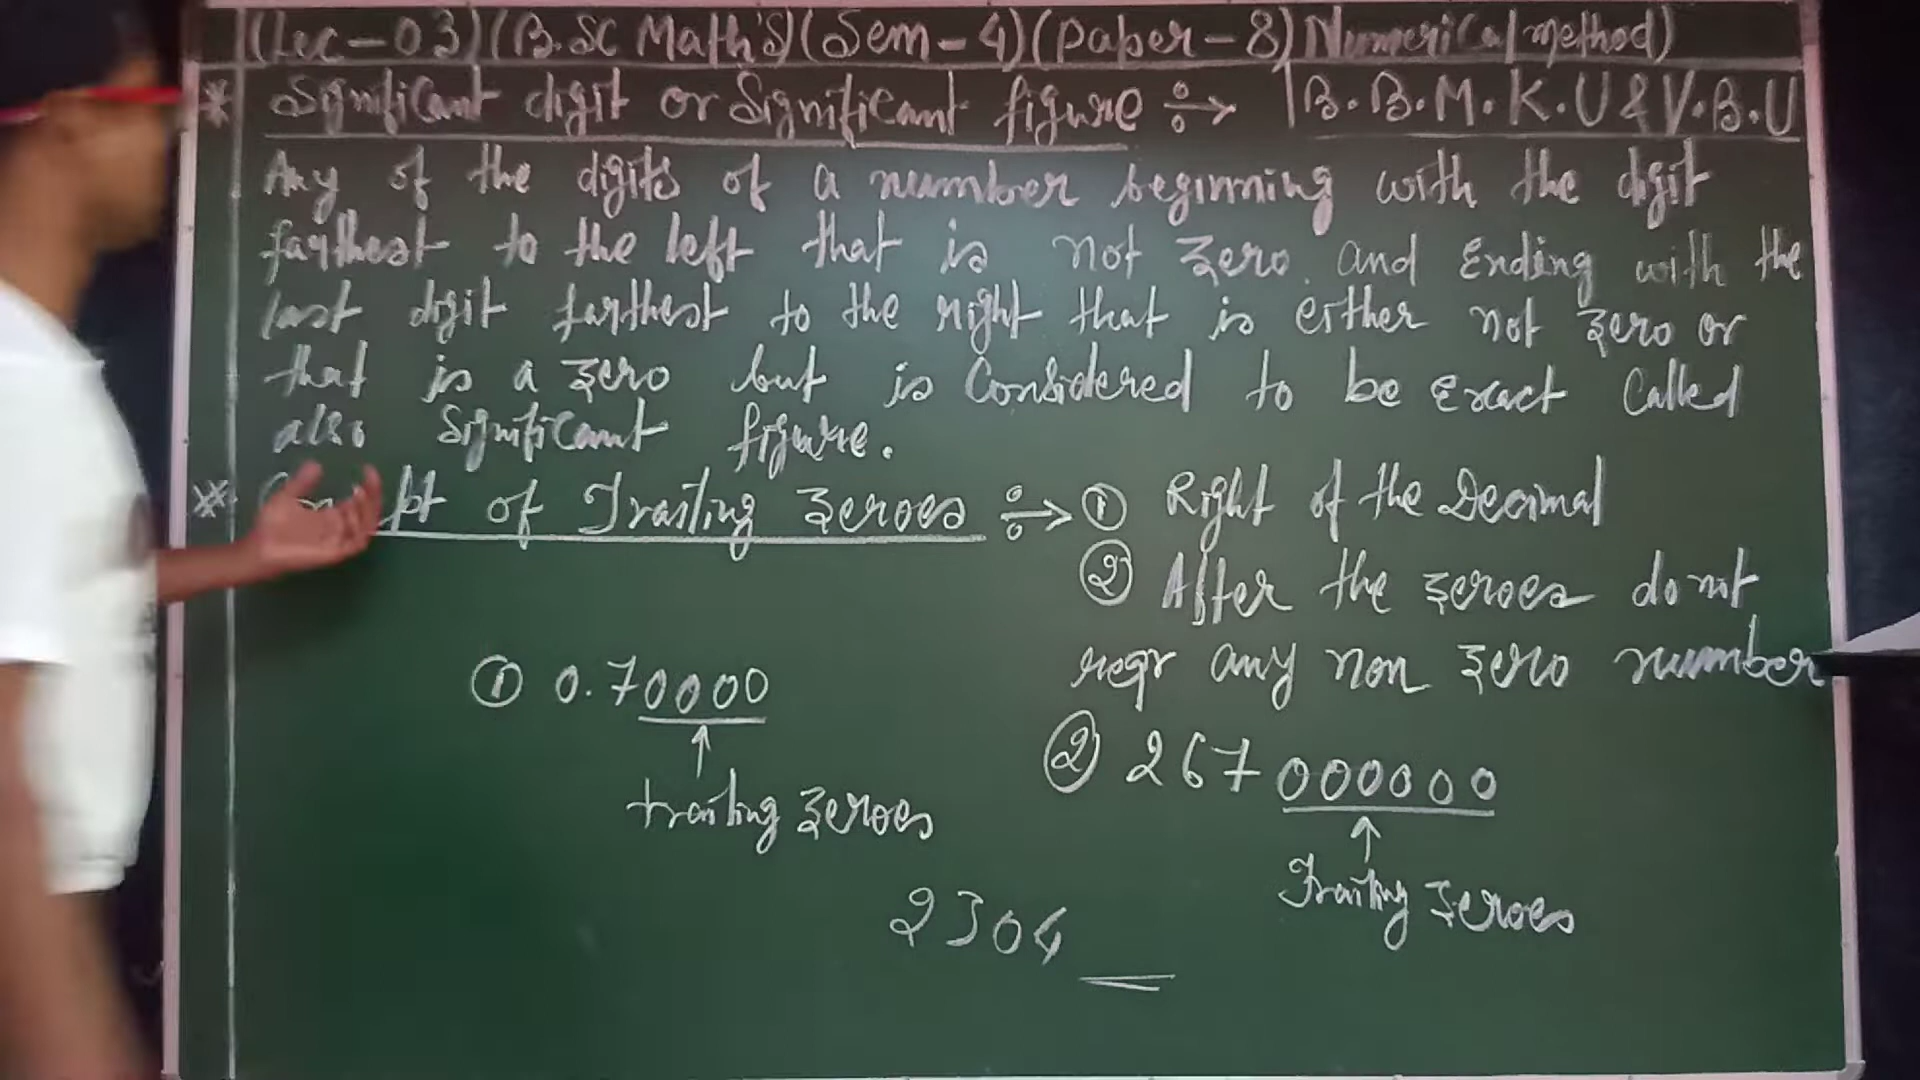 (Lec-03)(B.SC Math's)(Sem-4)(Paper-8)Numerical method)
* Significant digit or Significant figure ÷→ B.B.M.K.U & V.B.U
Any of the digits of a number beginning with the digit
farthest to the left that is not zero. and Ending with the
last digit farthest to the right that is either not zero or
that is a zero but is Considered to be Exact Called
also Significant figure.
* of Trailing Zeroes ÷→ ① Right of the Decimal
② After the zeroes do not
any non zero number
① 0.70000
trailing zeroes
② 267000000
Trailing zeroes
2304